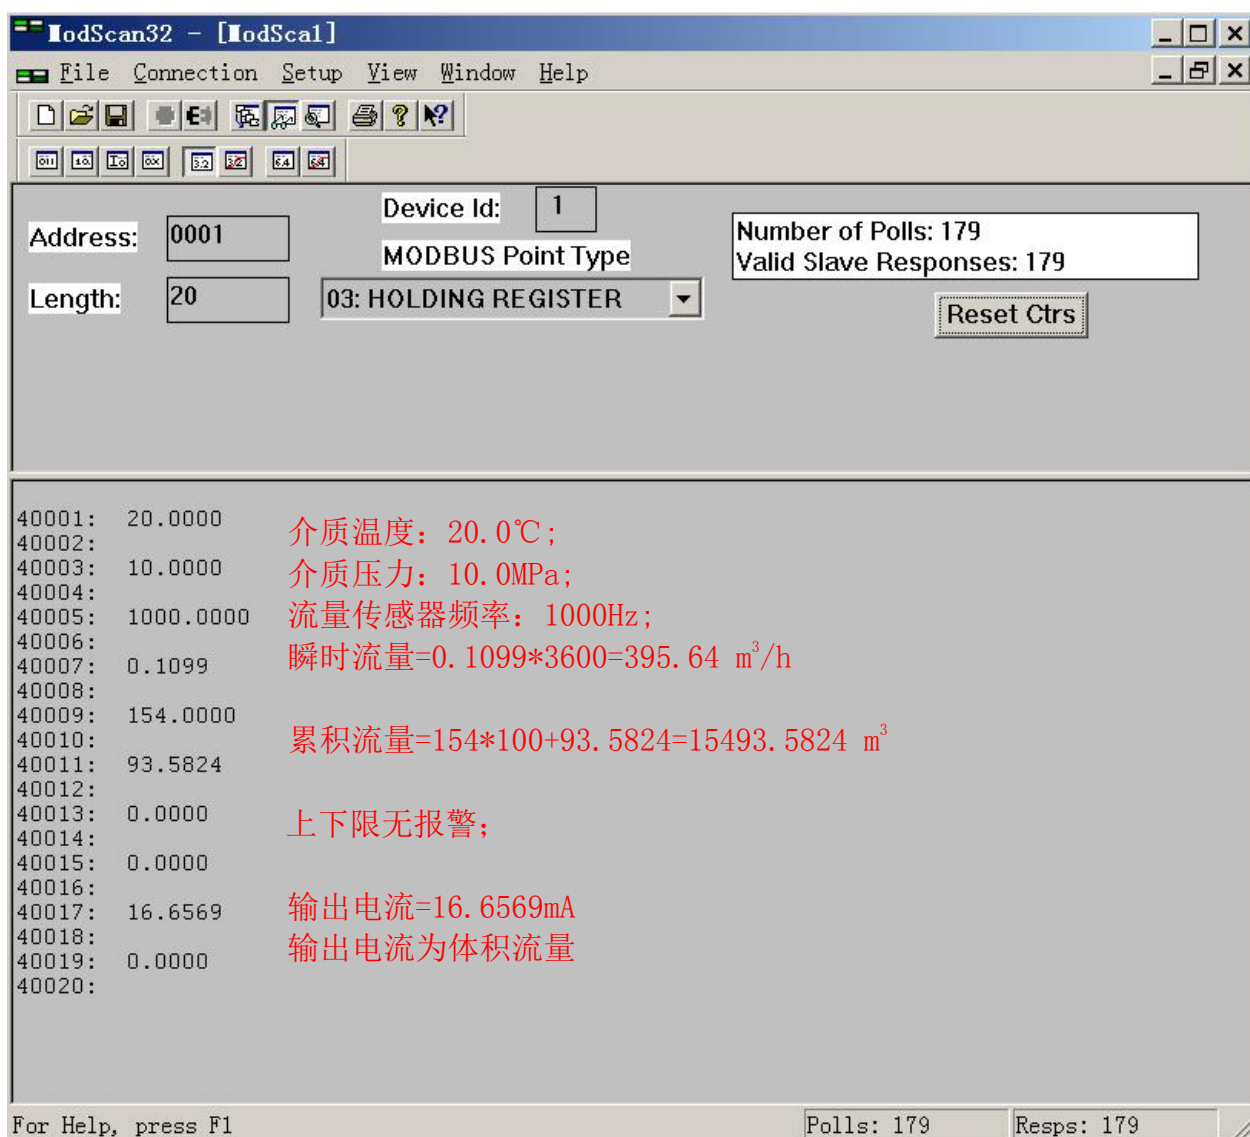 ModScan32 - [ModSca1]
File Connection Setup View Window Help
Device Id: 1
Address: 0001
MODBUS Point Type
Length: 20
03: HOLDING REGISTER
Number of Polls: 179
Valid Slave Responses: 179
Reset Ctrs
40001: 20.0000
介质温度：20.0℃;
40002:
40003: 10.0000
介质压力：10.0MPa;
40004:
40005: 1000.0000
流量传感器频率：1000Hz;
40006:
40007: 0.1099
瞬时流量=0.1099*3600=395.64 m³/h
40008:
40009: 154.0000
40010:
累积流量=154*100+93.5824=15493.5824 m³
40011: 93.5824
40012:
40013: 0.0000
上下限无报警；
40014:
40015: 0.0000
40016:
40017: 16.6569
输出电流=16.6569mA
40018:
输出电流为体积流量
40019: 0.0000
40020:
For Help, press F1
Polls: 179
Resps: 179